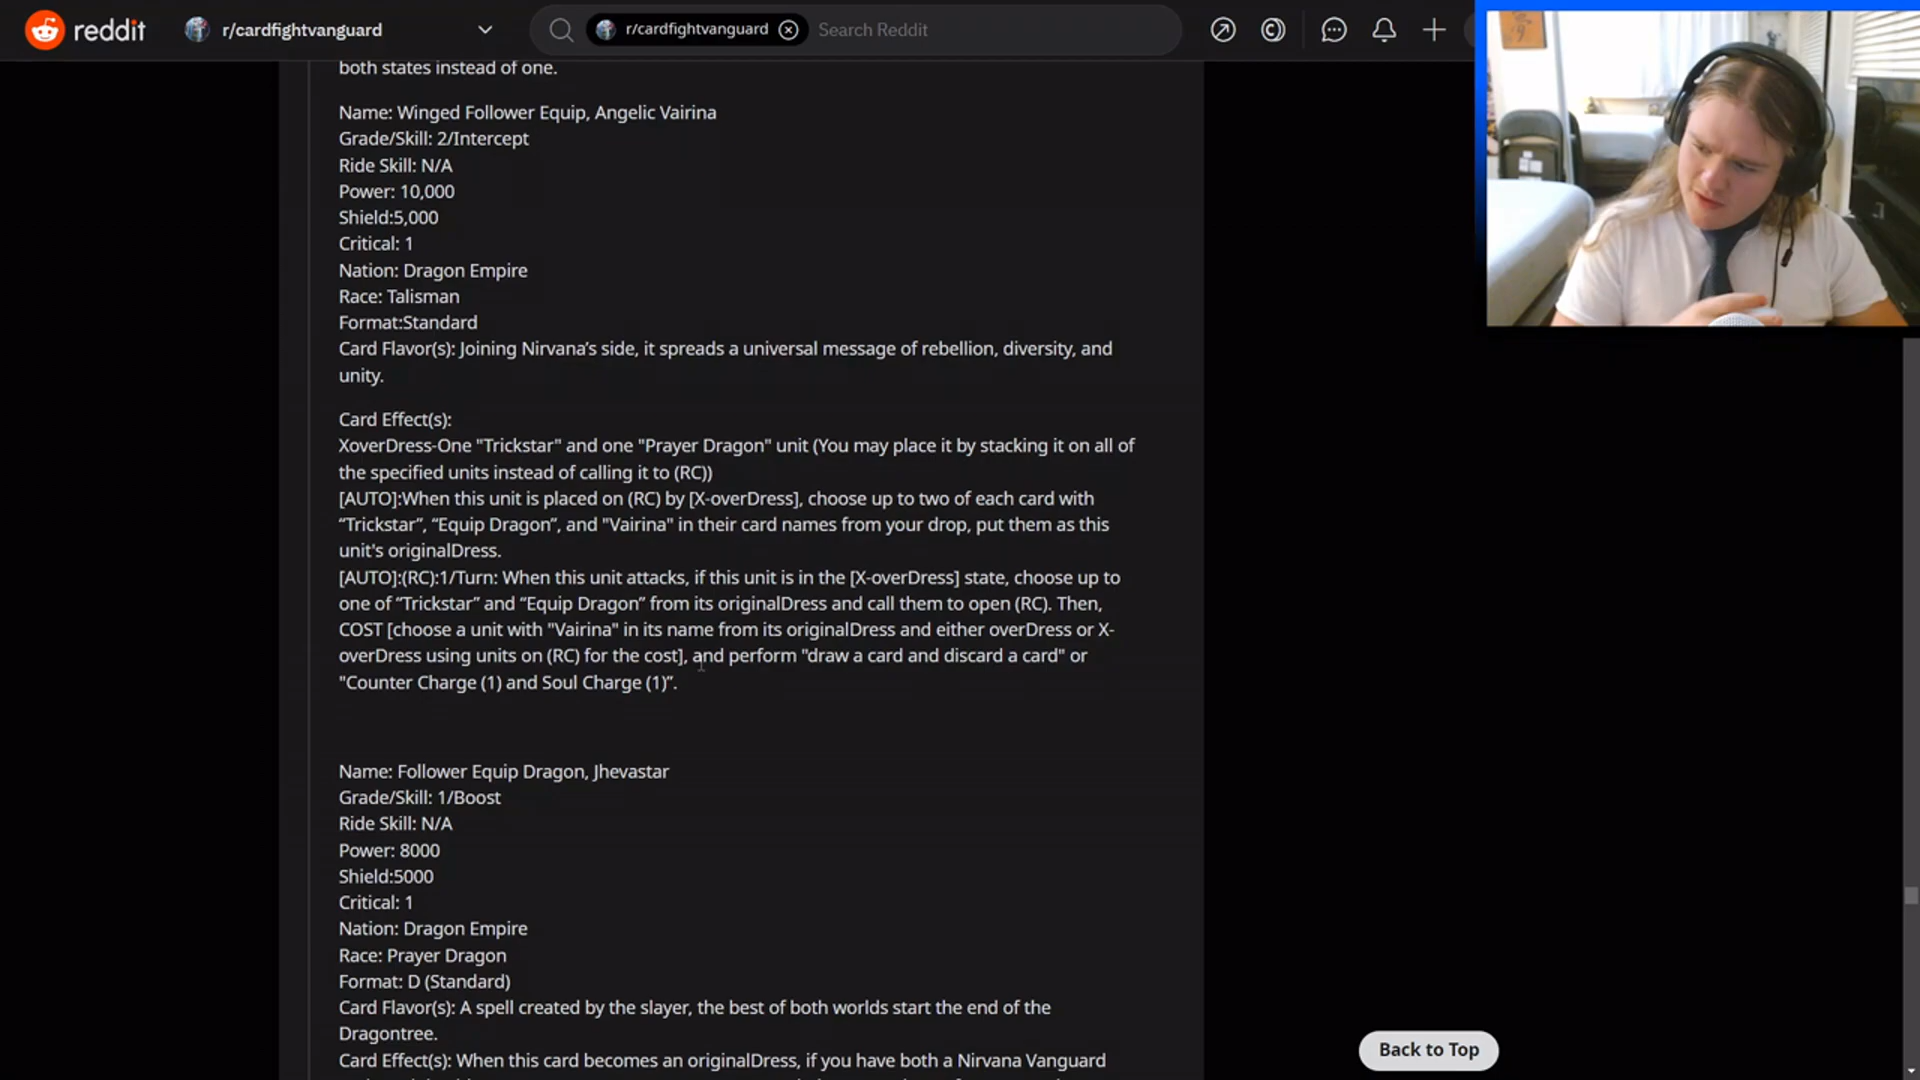 reddit
r/cardfightvanguard
r/cardfightvanguard
Search Reddit
both states instead of one.
Name: Winged Follower Equip, Angelic Vairina
Grade/Skill: 2/Intercept
Ride Skill: N/A
Power: 10,000
Shield:5,000
Critical: 1
Nation: Dragon Empire
Race: Talisman
Format:Standard
Card Flavor(s): Joining Nirvana’s side, it spreads a universal message of rebellion, diversity, and
unity.
Card Effect(s):
XoverDress-One "Trickstar" and one "Prayer Dragon" unit (You may place it by stacking it on all of
the specified units instead of calling it to (RC))
[AUTO]:When this unit is placed on (RC) by [X-overDress], choose up to two of each card with
“Trickstar”, “Equip Dragon”, and "Vairina" in their card names from your drop, put them as this
unit's originalDress.
[AUTO]:(RC):1/Turn: When this unit attacks, if this unit is in the [X-overDress] state, choose up to
one of “Trickstar” and “Equip Dragon” from its originalDress and call them to open (RC). Then,
COST [choose a unit with "Vairina" in its name from its originalDress and either overDress or X-
overDress using units on (RC) for the cost], and perform "draw a card and discard a card" or
"Counter Charge (1) and Soul Charge (1)”.
Name: Follower Equip Dragon, Jhevastar
Grade/Skill: 1/Boost
Ride Skill: N/A
Power: 8000
Shield:5000
Critical: 1
Nation: Dragon Empire
Race: Prayer Dragon
Format: D (Standard)
Card Flavor(s): A spell created by the slayer, the best of both worlds start the end of the
Dragontree.
Card Effect(s): When this card becomes an originalDress, if you have both a Nirvana Vanguard
Back to Top